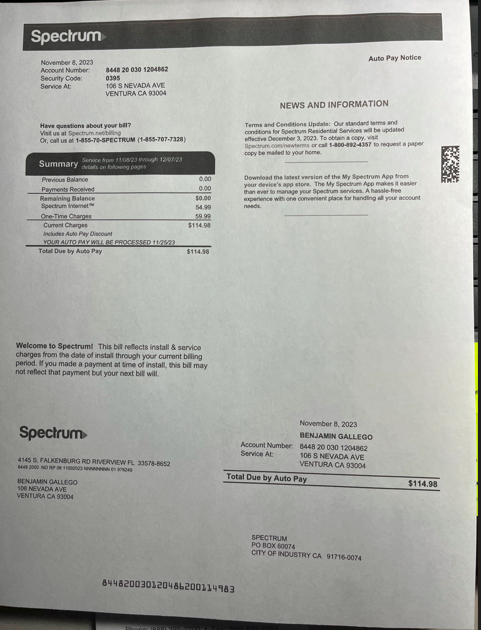 Spectrum
Auto Pay Notice
November 8, 2023
Account Number: 8448 20 030 1204862
Security Code: 0395
Service At: 106 S NEVADA AVE
VENTURA CA 93004
NEWS AND INFORMATION
Have questions about your bill?
Visit us at Spectrum.net/billing
Or, call us at 1-855-70-SPECTRUM (1-855-707-7328)
Terms and Conditions Update: Our standard terms and
conditions for Spectrum Residential Services will be updated
effective December 3, 2023. To obtain a copy, visit
Spectrum.com/newterms or call 1-800-892-4357 to request a paper
copy be mailed to your home.
Summary Service from 11/08/23 through 12/07/23
details on following pages
Previous Balance 0.00
Payments Received 0.00
Remaining Balance $0.00
Spectrum Internet™ 54.99
One-Time Charges 59.99
Current Charges $114.98
Includes Auto Pay Discount
YOUR AUTO PAY WILL BE PROCESSED 11/25/23
Total Due by Auto Pay $114.98
Download the latest version of the My Spectrum App from
your device's app store. The My Spectrum App makes it easier
than ever to manage your Spectrum services. A hassle-free
experience with one convenient place for handling all your account
needs.
Welcome to Spectrum! This bill reflects install & service
charges from the date of install through your current billing
period. If you made a payment at time of install, this bill may
not reflect that payment but your next bill will.
Spectrum
4145 S. FALKENBURG RD RIVERVIEW FL 33578-8652
BENJAMIN GALLEGO
106 NEVADA AVE
VENTURA CA 93004
November 8, 2023
BENJAMIN GALLEGO
Account Number: 8448 20 030 1204862
Service At: 106 S NEVADA AVE
VENTURA CA 93004
Total Due by Auto Pay $114.98
SPECTRUM
PO BOX 60074
CITY OF INDUSTRY CA 91716-0074
844820030120486200114983